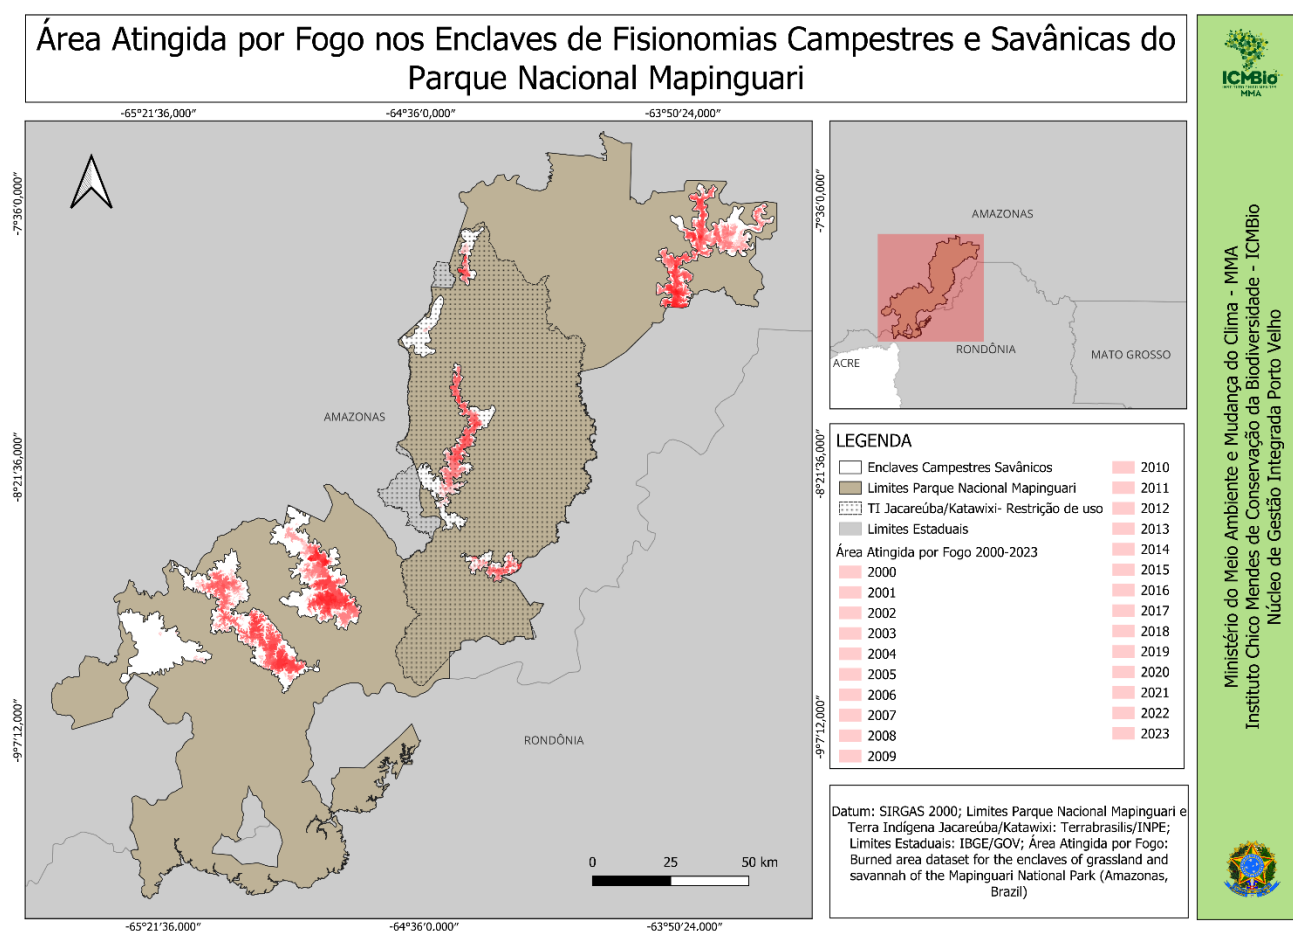 Área Atingida por Fogo nos Enclaves de Fisionomias Campestres e Savânicas do
Parque Nacional Mapinguari
-65°21′36,000″
-64°36′0,000″
-63°50′24,000″
-7°36′0,000″
-8°21′36,000″
-9°7′12,000″
AMAZONAS
RONDÔNIA
0
25
50 km
-65°21′36,000″
-64°36′0,000″
-63°50′24,000″
-7°36′0,000″
-8°21′36,000″
-9°7′12,000″
AMAZONAS
RONDÔNIA
MATO GROSSO
ACRE
LEGENDA
Enclaves Campestres Savânicos
Limites Parque Nacional Mapinguari
TI Jacareúba/Katawixi- Restrição de uso
Limites Estaduais
Área Atingida por Fogo 2000-2023
2000
2001
2002
2003
2004
2005
2006
2007
2008
2009
2010
2011
2012
2013
2014
2015
2016
2017
2018
2019
2020
2021
2022
2023
Datum: SIRGAS 2000; Limites Parque Nacional Mapinguari e
Terra Indígena Jacareúba/Katawixi: Terrabrasilis/INPE;
Limites Estaduais: IBGE/GOV; Área Atingida por Fogo:
Burned area dataset for the enclaves of grassland and
savannah of the Mapinguari National Park (Amazonas,
Brazil)
ICMBio
MMA
Ministério do Meio Ambiente e Mudança do Clima - MMA
Instituto Chico Mendes de Conservação da Biodiversidade - ICMBio
Núcleo de Gestão Integrada Porto Velho